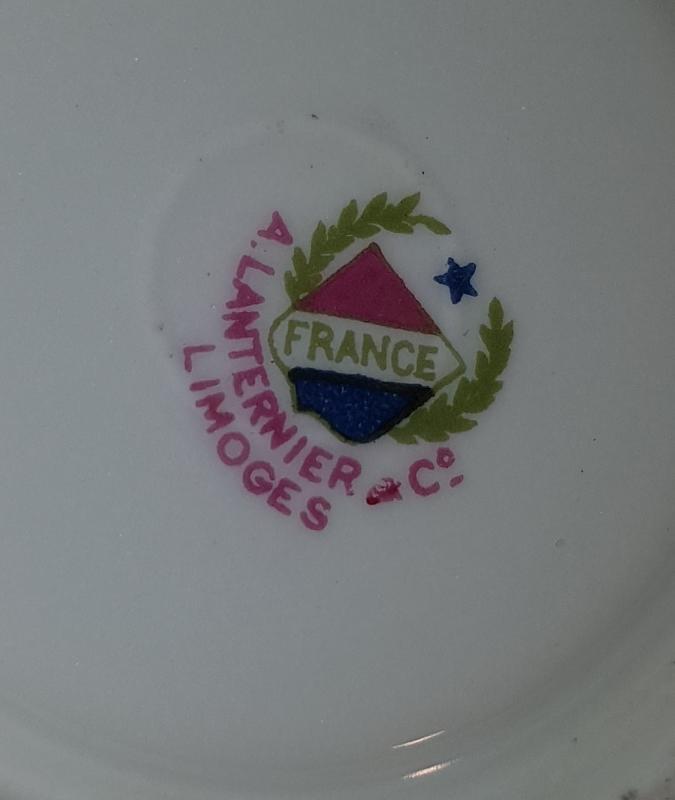 FRANCE
A. LANTERNIER & Cº.
LIMOGES